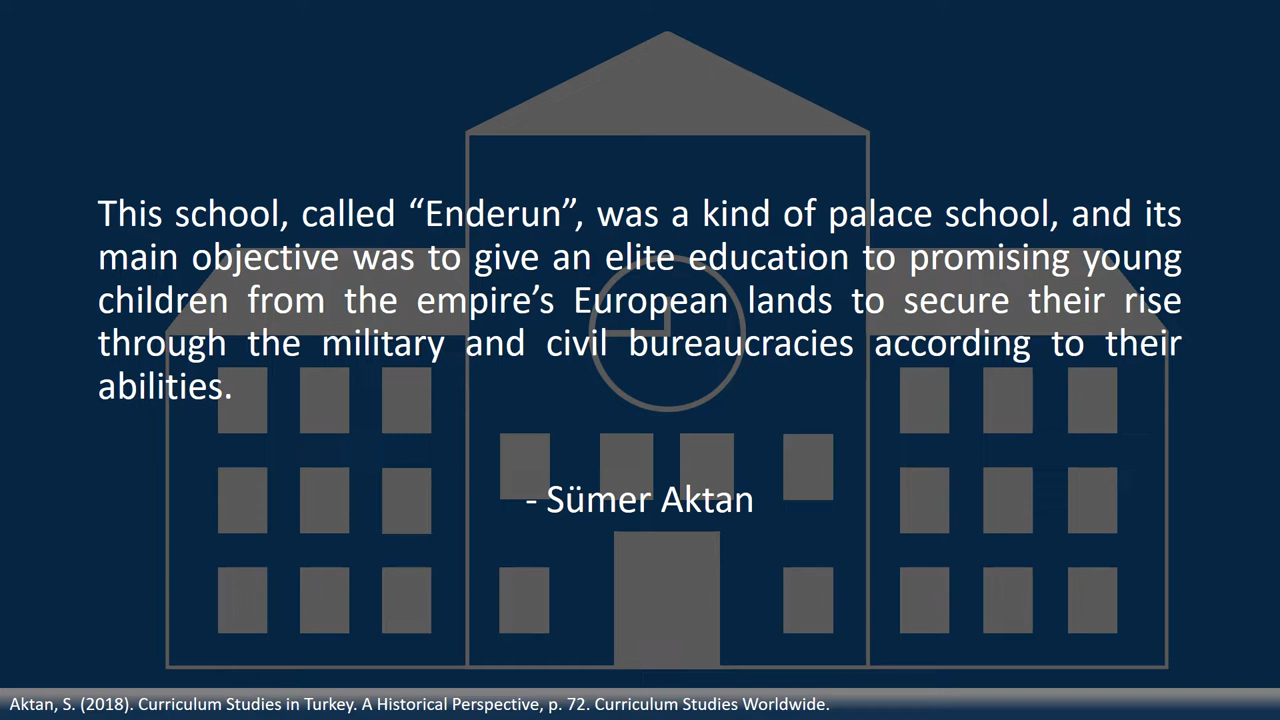 This school, called “Enderun”, was a kind of palace school, and its
main objective was to give an elite education to promising young
children from the empire’s European lands to secure their rise
through the military and civil bureaucracies according to their
abilities.
- Sümer Aktan
Aktan, S. (2018). Curriculum Studies in Turkey. A Historical Perspective, p. 72. Curriculum Studies Worldwide.